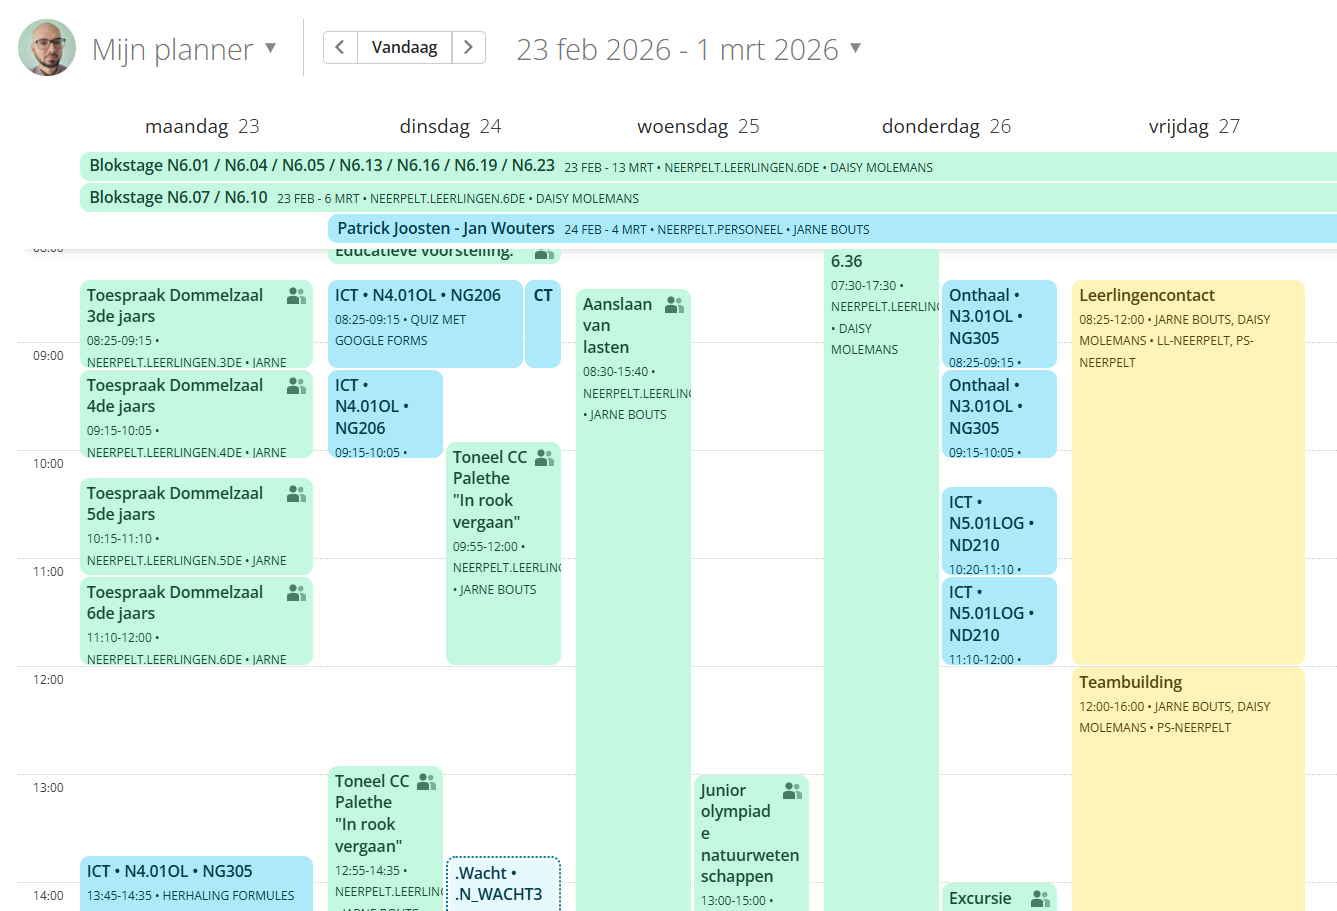 Mijn planner
Vandaag
23 feb 2026 - 1 mrt 2026
maandag 23
dinsdag 24
woensdag 25
donderdag 26
vrijdag 27
Blokstage N6.01 / N6.04 / N6.05 / N6.13 / N6.16 / N6.19 / N6.23 23 FEB - 13 MRT • NEERPELT.LEERLINGEN.6DE • DAISY MOLEMANS
Blokstage N6.07 / N6.10 23 FEB - 6 MRT • NEERPELT.LEERLINGEN.6DE • DAISY MOLEMANS
Patrick Joosten - Jan Wouters 24 FEB - 4 MRT • NEERPELT.PERSONEEL • JARNE BOUTS
08:00
09:00
10:00
11:00
12:00
13:00
14:00
Toespraak Dommelzaal
3de jaars
08:25-09:15 •
NEERPELT.LEERLINGEN.3DE • JARNE
Toespraak Dommelzaal
4de jaars
09:15-10:05 •
NEERPELT.LEERLINGEN.4DE • JARNE
Toespraak Dommelzaal
5de jaars
10:15-11:10 •
NEERPELT.LEERLINGEN.5DE • JARNE
Toespraak Dommelzaal
6de jaars
11:10-12:00 •
NEERPELT.LEERLINGEN.6DE • JARNE
ICT • N4.01OL • NG305
13:45-14:35 • HERHALING FORMULES
Educatieve voorstelling.
ICT • N4.01OL • NG206
08:25-09:15 • QUIZ MET
GOOGLE FORMS
CT
ICT •
N4.01OL •
NG206
09:15-10:05 •
Toneel CC
Palethe
"In rook
vergaan"
09:55-12:00 •
NEERPELT.LEERLING
• JARNE BOUTS
Toneel CC
Palethe
"In rook
vergaan"
12:55-14:35 •
NEERPELT.LEERLING
• JARNE BOUTS
.Wacht •
.N_WACHT3
Aanslaan
van
lasten
08:30-15:40 •
NEERPELT.LEERLING
• JARNE BOUTS
Junior
olympiad
e
natuurweten
schappen
13:00-15:00 •
6.36
07:30-17:30 •
NEERPELT.LEERLING
• DAISY
MOLEMANS
Onthaal •
N3.01OL •
NG305
08:25-09:15 •
Onthaal •
N3.01OL •
NG305
09:15-10:05 •
ICT •
N5.01LOG •
ND210
10:20-11:10 •
ICT •
N5.01LOG •
ND210
11:10-12:00 •
Excursie
Leerlingencontact
08:25-12:00 • JARNE BOUTS, DAISY
MOLEMANS • LL-NEERPELT, PS-
NEERPELT
Teambuilding
12:00-16:00 • JARNE BOUTS, DAISY
MOLEMANS • PS-NEERPELT